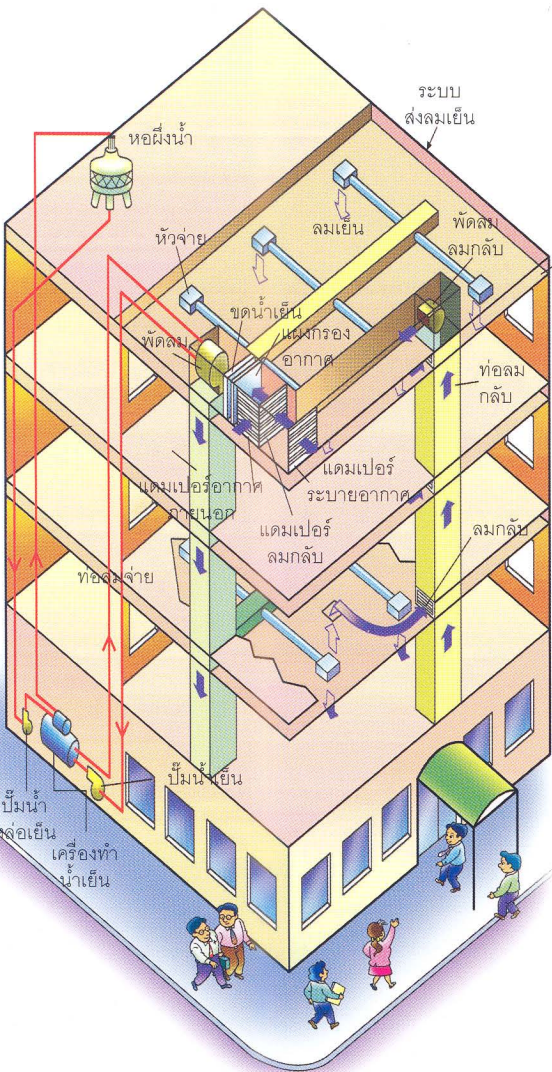 ระบบ
ส่งลมเย็น
หอผึ่งน้ำ
หัวจ่าย
ลมเย็น
พัดลม
ลมกลับ
ขดน้ำเย็น
พัดลม
แผงกรอง
อากาศ
ท่อลม
กลับ
แดมเปอร์อากาศ
ภายนอก
แดมเปอร์
ระบายอากาศ
แดมเปอร์
ลมกลับ
ลมกลับ
ท่อลมจ่าย
ปั๊มน้ำเย็น
ปั๊มน้ำ
หล่อเย็น
เครื่องทำ
น้ำเย็น